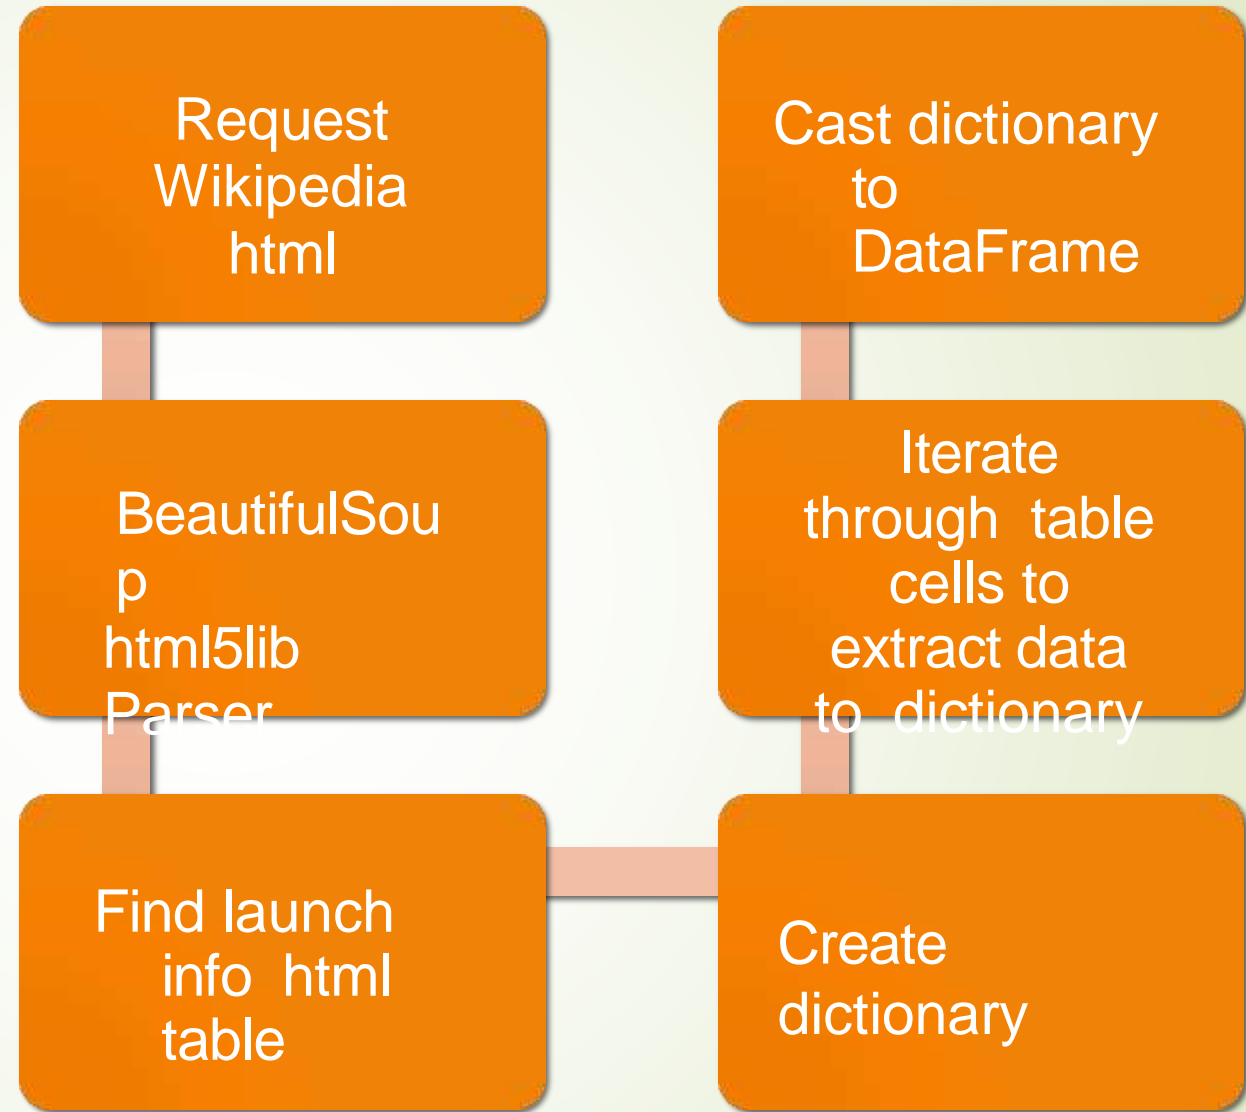 Request
Wikipedia
html
BeautifulSou
p
html5lib
Parser
Find launch
info html
table
Create
dictionary
Iterate
through table
cells to
extract data
to dictionary
Cast dictionary
to
DataFrame